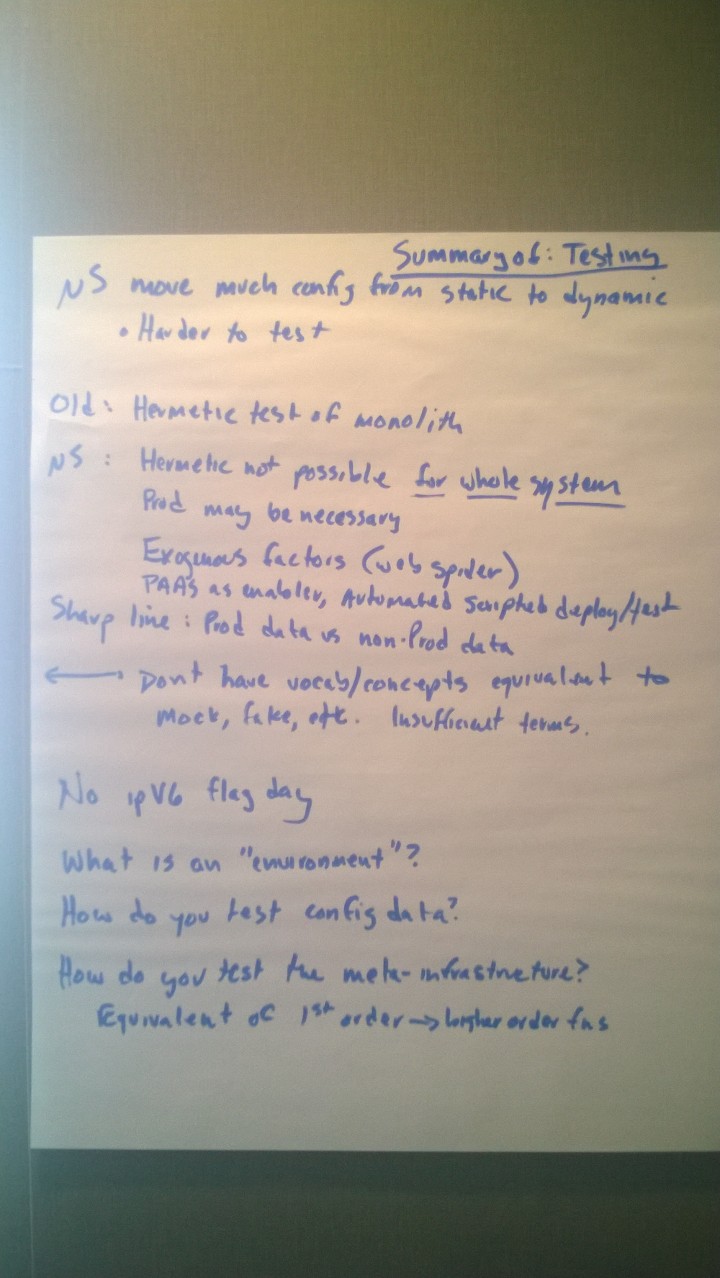 Summary of: Testing
μS move much config from static to dynamic
• Harder to test
Old: Hermetic test of monolith
μS: Hermetic not possible for whole system
Prod may be necessary
Exogenous factors (web spider)
PAAS as enabler, Automated scripted deploy/test
Sharp line: Prod data vs non-Prod data
⟵⟶ Dont have vocab/concepts equivalent to
Mock, fake, etc. Insufficient terms.
No ipV6 flag day
What is an "environment"?
How do you test config data?
How do you test the meta-infrastructure?
Equivalent of 1st order → higher order fns